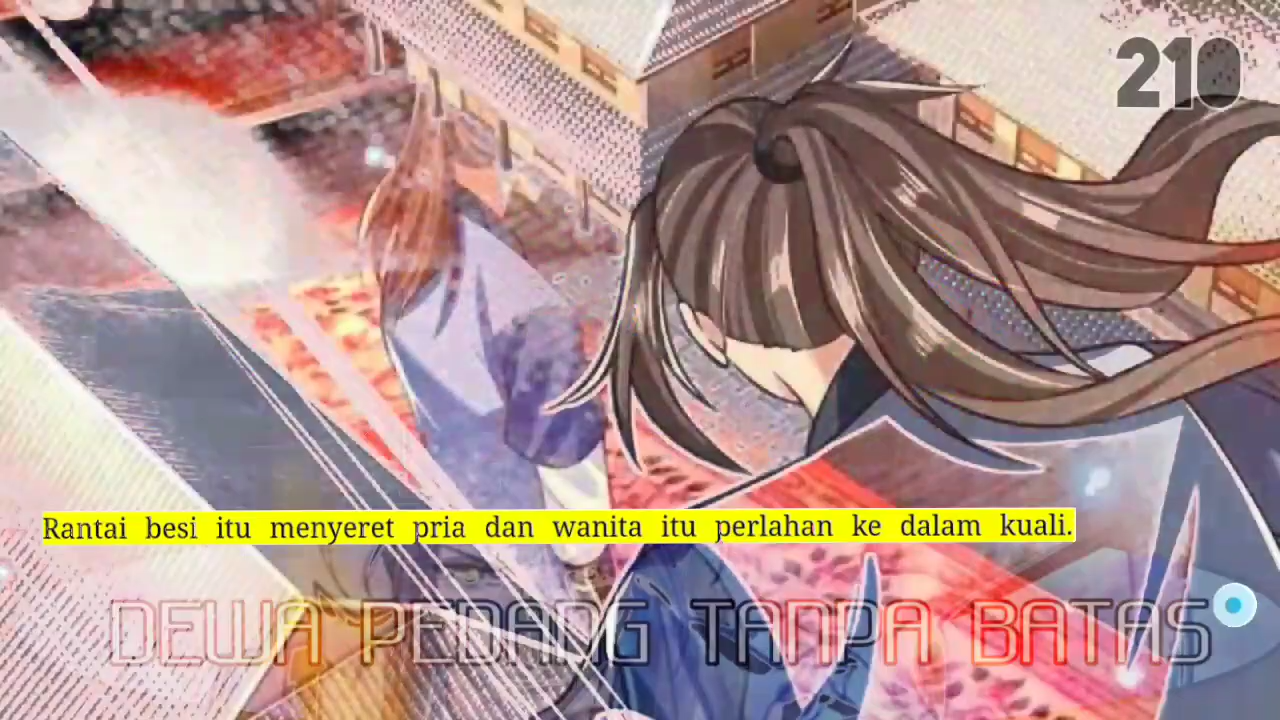 210
Rantai besi itu menyeret pria dan wanita itu perlahan ke dalam kuali.
DEWA PEDANG TANPA BATAS